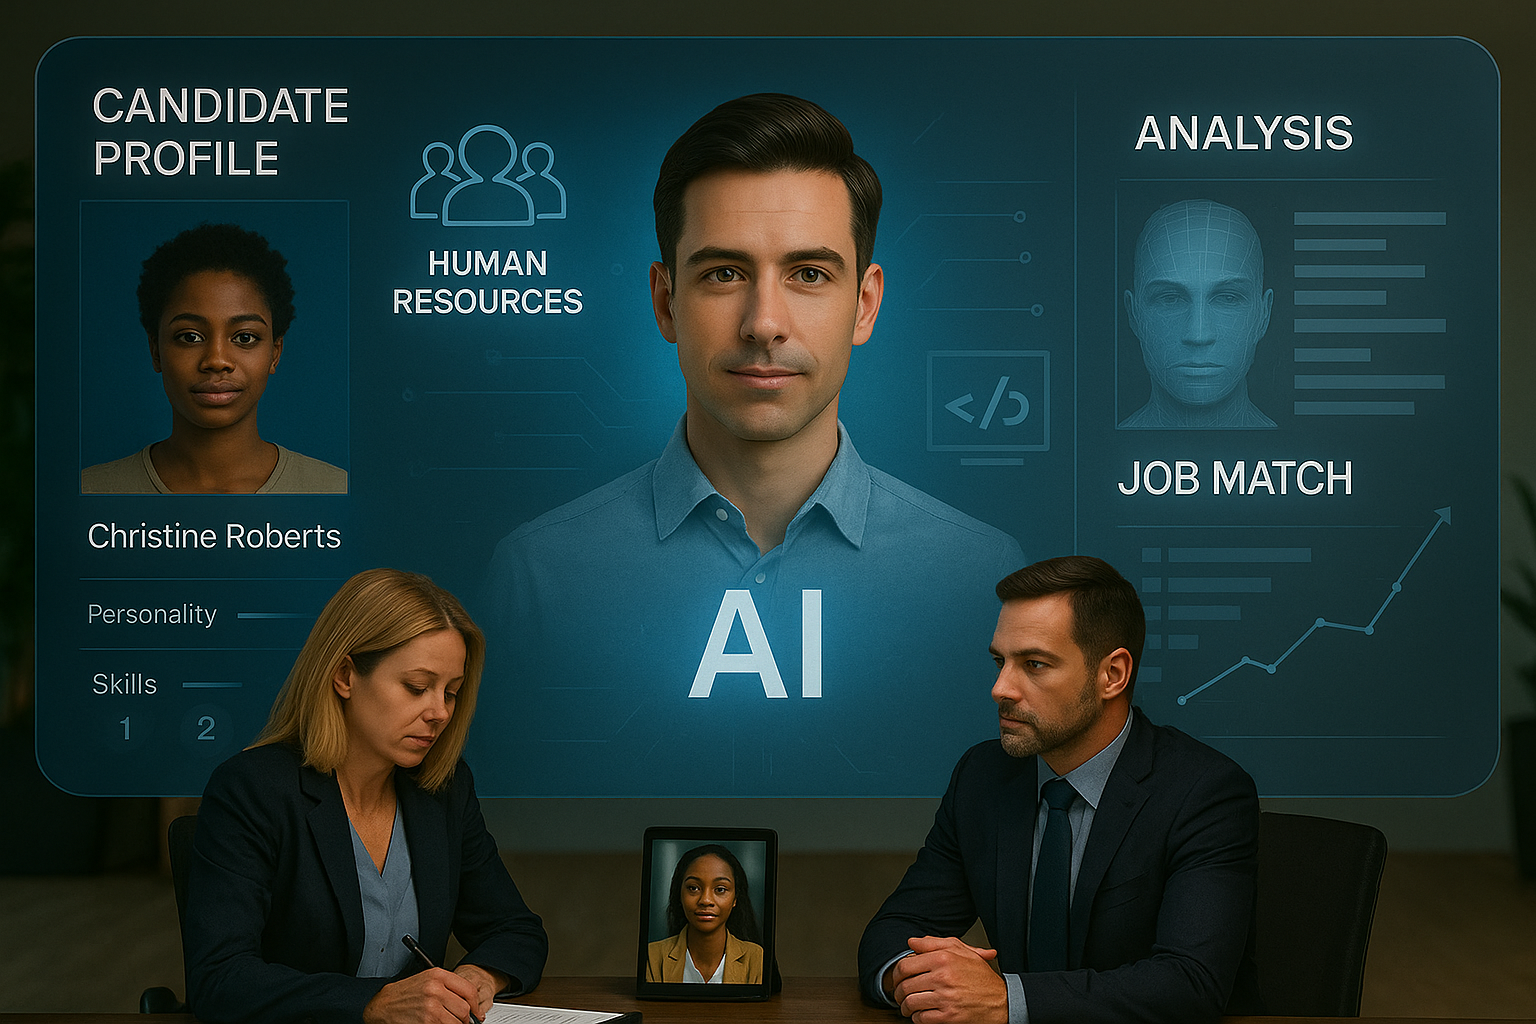 CANDIDATE
PROFILE
Christine Roberts
Personality
Skills
1 2
HUMAN
RESOURCES
</>
AI
ANALYSIS
JOB MATCH